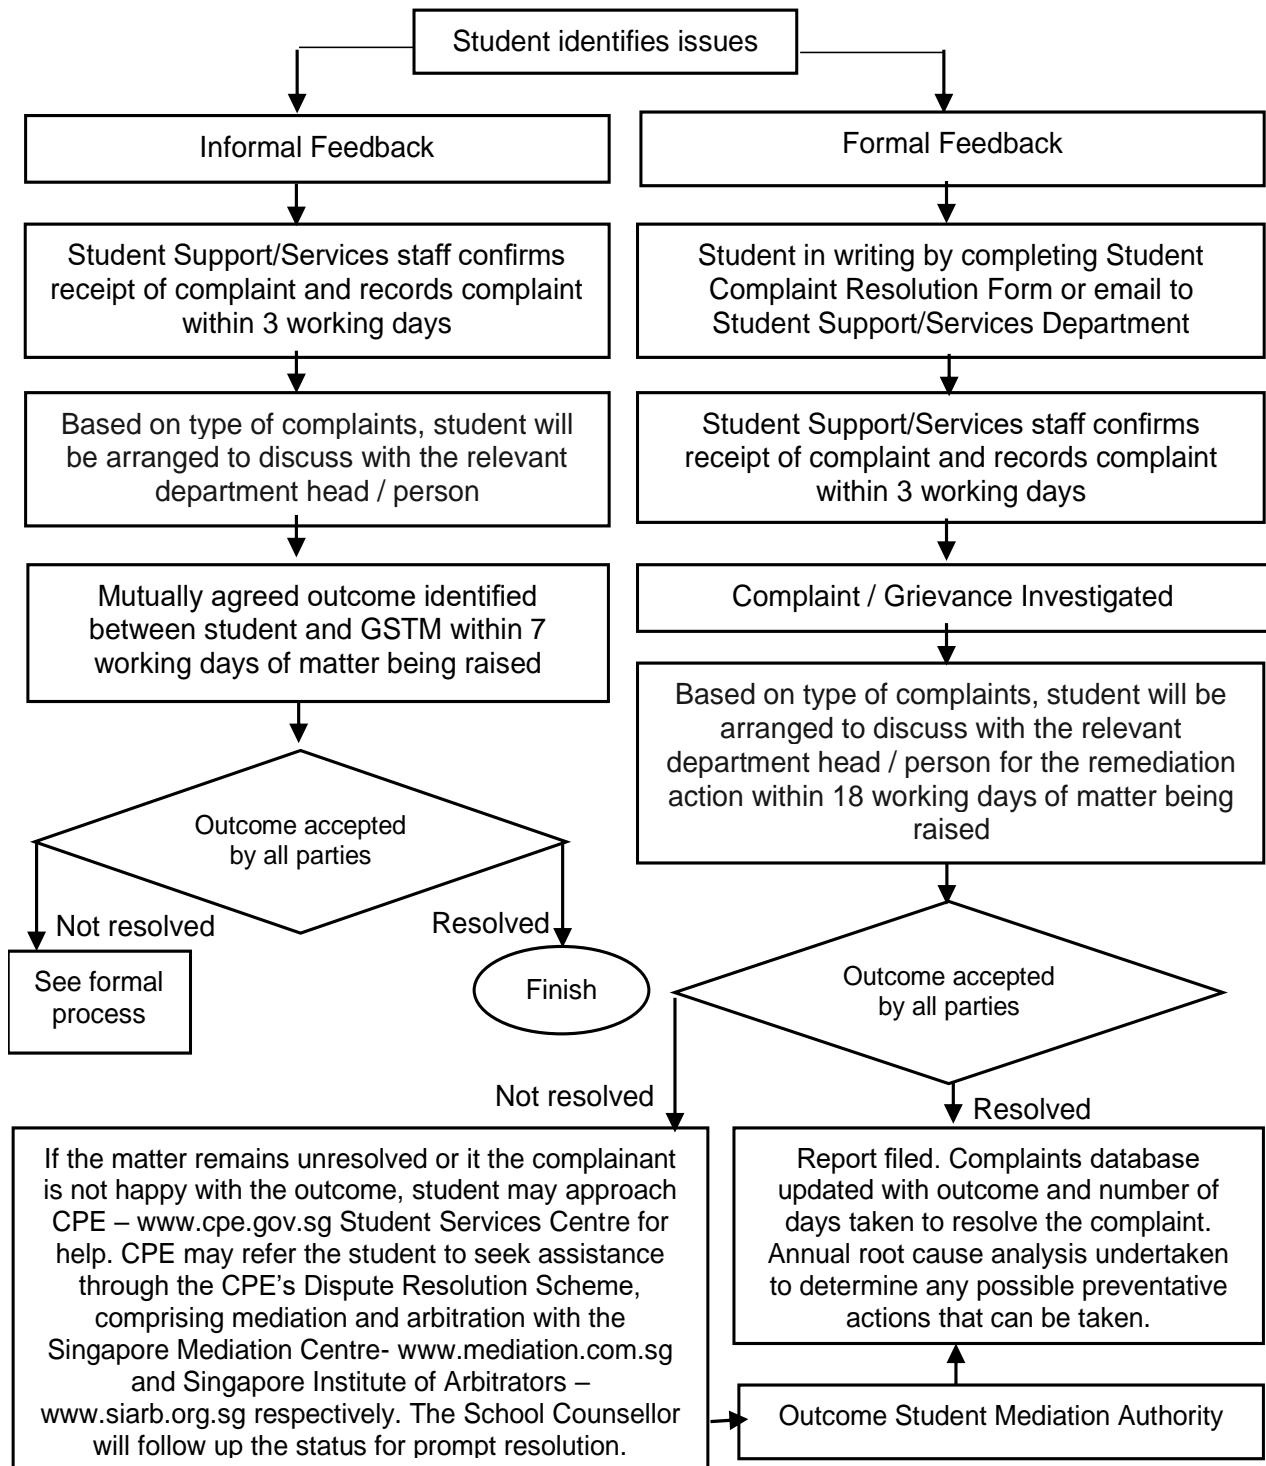 Student identifies issues
Informal Feedback
Student Support/Services staff confirms
receipt of complaint and records complaint
within 3 working days
Based on type of complaints, student will
be arranged to discuss with the relevant
department head / person
Mutually agreed outcome identified
between student and GSTM within 7
working days of matter being raised
Outcome accepted
by all parties
Not resolved
Resolved
See formal
process
Finish
Formal Feedback
Student in writing by completing Student
Complaint Resolution Form or email to
Student Support/Services Department
Student Support/Services staff confirms
receipt of complaint and records complaint
within 3 working days
Complaint / Grievance Investigated
Based on type of complaints, student will be
arranged to discuss with the relevant
department head / person for the remediation
action within 18 working days of matter being
raised
Outcome accepted
by all parties
Not resolved
Resolved
If the matter remains unresolved or it the complainant
is not happy with the outcome, student may approach
CPE – www.cpe.gov.sg Student Services Centre for
help. CPE may refer the student to seek assistance
through the CPE’s Dispute Resolution Scheme,
comprising mediation and arbitration with the
Singapore Mediation Centre- www.mediation.com.sg
and Singapore Institute of Arbitrators –
www.siarb.org.sg respectively. The School Counsellor
will follow up the status for prompt resolution.
Report filed. Complaints database
updated with outcome and number of
days taken to resolve the complaint.
Annual root cause analysis undertaken
to determine any possible preventative
actions that can be taken.
Outcome Student Mediation Authority